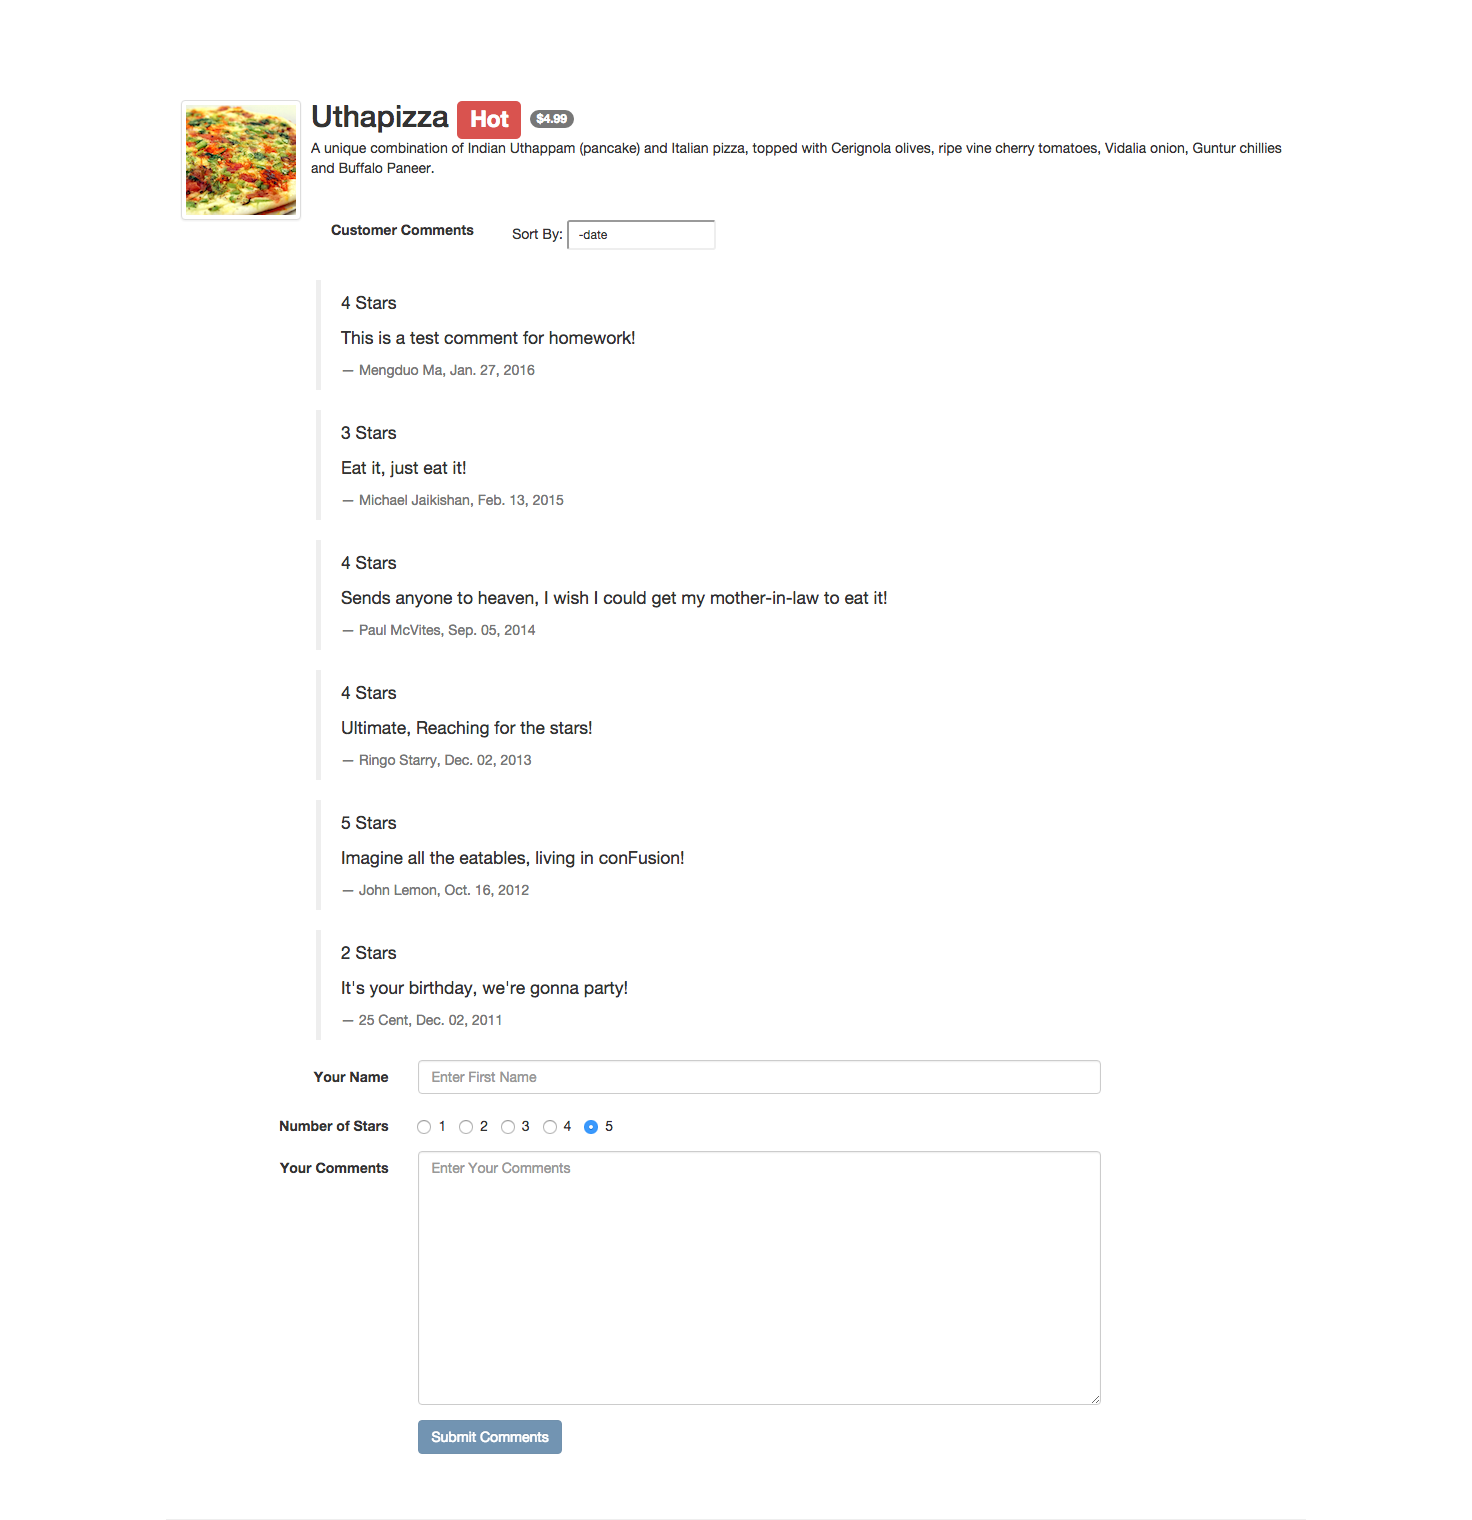 Uthapizza Hot $4.99
A unique combination of Indian Uthappam (pancake) and Italian pizza, topped with Cerignola olives, ripe vine cherry tomatoes, Vidalia onion, Guntur chillies
and Buffalo Paneer.
Customer Comments Sort By: -date
4 Stars
This is a test comment for homework!
— Mengduo Ma, Jan. 27, 2016
3 Stars
Eat it, just eat it!
— Michael Jaikishan, Feb. 13, 2015
4 Stars
Sends anyone to heaven, I wish I could get my mother-in-law to eat it!
— Paul McVites, Sep. 05, 2014
4 Stars
Ultimate, Reaching for the stars!
— Ringo Starry, Dec. 02, 2013
5 Stars
Imagine all the eatables, living in conFusion!
— John Lemon, Oct. 16, 2012
2 Stars
It's your birthday, we're gonna party!
— 25 Cent, Dec. 02, 2011
Your Name Enter First Name
Number of Stars 1 2 3 4 5
Your Comments Enter Your Comments
Submit Comments